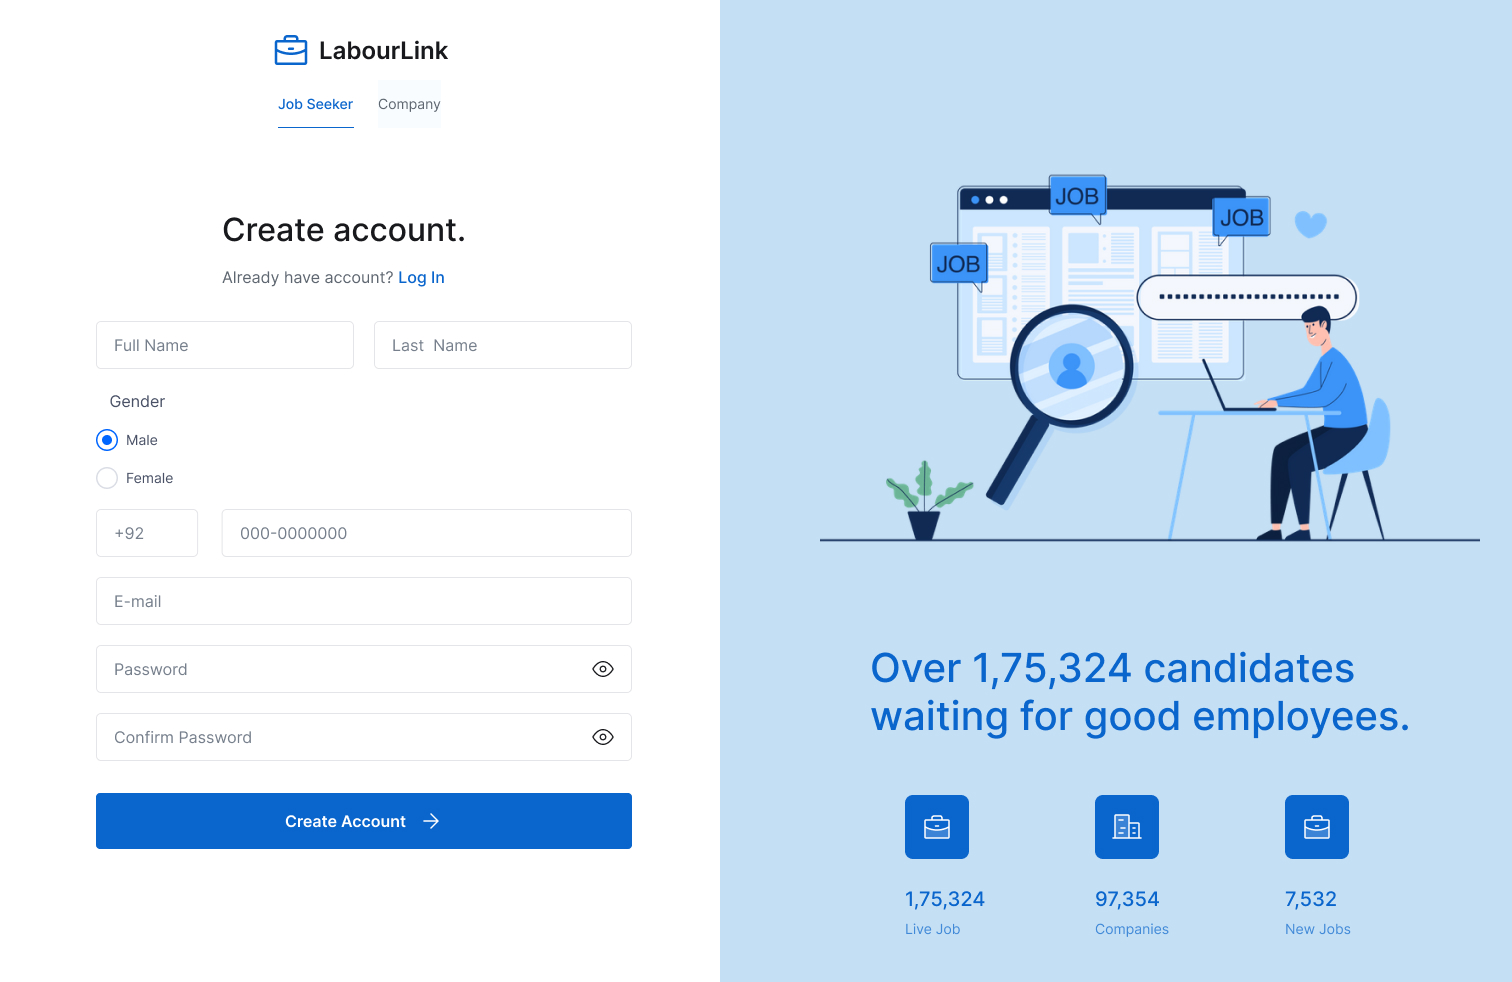 LabourLink
Job Seeker Company
Create account.
Already have account? Log In
Full Name
Last  Name
Gender
Male
Female
+92
000-0000000
E-mail
Password
Confirm Password
Create Account
JOB
JOB
JOB
Over 1,75,324 candidates
waiting for good employees.
1,75,324
Live Job
97,354
Companies
7,532
New Jobs